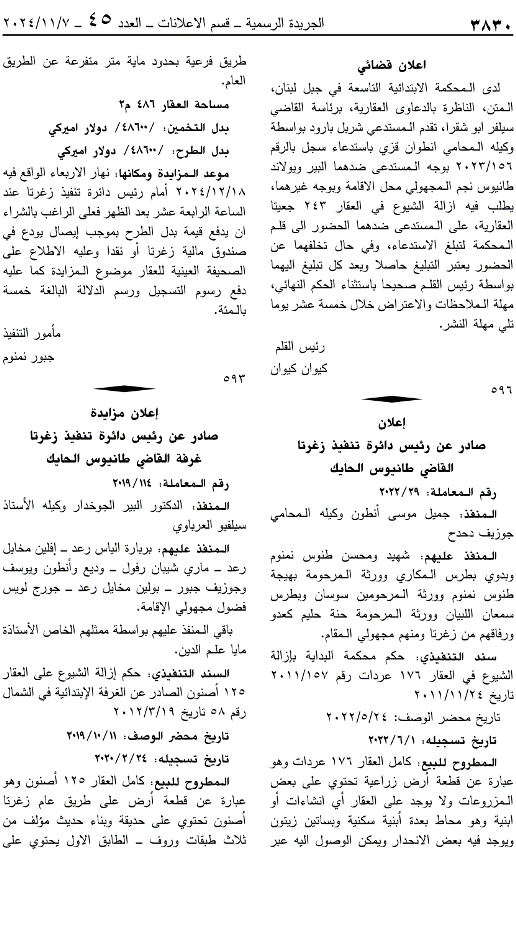 ٣٨٣٠
الجريدة الرسمية – قسم الاعلانات – العدد ٤٥ – ٢٠٢٤/١١/٧
اعلان قضائي
لدى المحكمة الابتدائية التاسعة في جبل لبنان،
المتن، الناظرة بالدعاوى العقارية، برئاسة القاضي
سيلفر ابو شقرا، تقدم المستدعي شربل بارود بواسطة
وكيله المحامي انطوان قزي باستدعاء سجل بالرقم
٢٠٢٣/١٥٦ بوجه المستدعى ضدهما البير ويولاند
طانيوس نجم المجهولي محل الاقامة وبوجه غيرهما،
يطلب فيه ازالة الشيوع في العقار ٢٤٣ جعيتا
العقارية، على المستدعى ضدهما الحضور الى قلم
المحكمة لتبلغ الاستدعاء، وفي حال تخلفهما عن
الحضور يعتبر التبليغ حاصلا ويعد كل تبليغ اليهما
بواسطة رئيس القلم صحيحا باستثناء الحكم النهائي،
مهلة الملاحظات والاعتراض خلال خمسة عشر يوما
تلي مهلة النشر.
رئيس القلم
كيوان كيوان
٥٩٦
إعلان
صادر عن رئيس دائرة تنفيذ زغرتا
القاضي طانيوس الحايك
رقم المعاملة: ٢٠٢٢/٢٩
المنفذ: جميل موسى أنطون وكيله المحامي
جوزيف دحدح
المنفذ عليهم: شهيد ومحسن طنوس نمنوم
وبدوي بطرس المكاري وورثة المرحومة بهيجة
طنوس نمنوم وورثة المرحومين سوسان وبطرس
سمعان اللبيان وورثة المرحومة حنة حليم كعدو
ورفاقهم من زغرتا ومنهم مجهولي المقام.
سند التنفيذي: حكم محكمة البداية بإزالة
الشيوع في العقار ١٧٦ عردات رقم ٢٠١١/١٥٧
تاريخ ٢٠١١/١١/٢٤
تاريخ محضر الوصف: ٢٠٢٢/٥/٢٤
تاريخ تسجيله: ٢٠٢٢/٦/١
المطروح للبيع: كامل العقار ١٧٦ عردات وهو
عبارة عن قطعة أرض زراعية تحتوي على بعض
المزروعات ولا يوجد على العقار أي انشاءات أو
ابنية وهو محاط بعدة أبنية سكنية وبساتين زيتون
ويوجد فيه بعض الانحدار ويمكن الوصول اليه عبر
طريق فرعية بحدود ماية متر متفرعة عن الطريق
العام.
مساحة العقار ٤٨٦ م٢
بدل التخمين: /٤٨٦٠٠/ دولار اميركي
بدل الطرح: /٤٨٦٠٠/ دولار اميركي
موعد المزايدة ومكانها: نهار الاربعاء الواقع فيه
٢٠٢٤/١٢/١٨ أمام رئيس دائرة تنفيذ زغرتا عند
الساعة الرابعة عشر بعد الظهر فعلى الراغب بالشراء
ان يدفع قيمة بدل الطرح بموجب إيصال يودع في
صندوق مالية زغرتا أو نقدا وعليه الاطلاع على
الصحيفة العينية للعقار موضوع المزايدة كما عليه
دفع رسوم التسجيل ورسم الدلالة البالغة خمسة
بالمئة.
مأمور التنفيذ
جبور نمنوم
٥٩٣
إعلان مزايدة
صادر عن رئيس دائرة تنفيذ زغرتا
غرفة القاضي طانيوس الحايك
رقم المعاملة: ٢٠١٩/١١٤
المنفذ: الدكتور البير الجوخدار وكيله الأستاذ
سيلفيو العرباوي
المنفذ عليهم: بربارة الياس رعد – إفلين مخايل
رعد – ماري شيبان رفول – وديع وأنطون ويوسف
وجوزيف جبور – بولين مخايل رعد – جورج لويس
فضول مجهولي الإقامة.
باقي المنفذ عليهم بواسطة ممثلهم الخاص الأستاذة
مايا علم الدين.
السند التنفيذي: حكم إزالة الشيوع على العقار
١٢٥ أصنون الصادر عن الغرفة الإبتدائية في الشمال
رقم ٥٨ تاريخ ٢٠١٢/٣/١٩
تاريخ محضر الوصف: ٢٠١٩/١٠/١١
تاريخ تسجيله: ٢٠٢٠/٢/٢٤
المطروح للبيع: كامل العقار ١٢٥ أصنون وهو
عبارة عن قطعة أرض على طريق عام زغرتا
أصنون تحتوي على حديقة وبناء حديث مؤلف من
ثلاث طبقات وروف – الطابق الاول يحتوي على